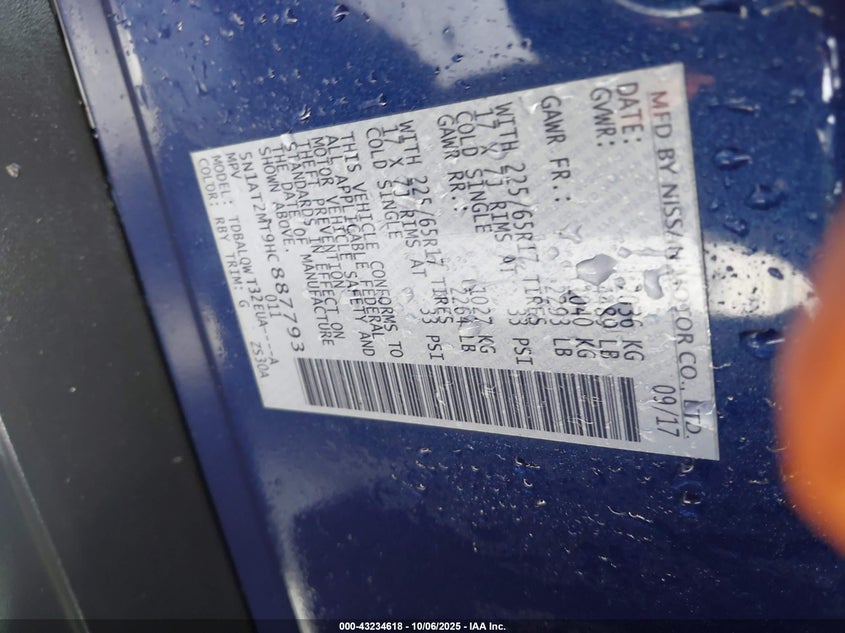 MFD BY NISSAN MOTOR CO., LTD.
DATE: 09/17
GVWR: KG
LB
GAWR FR.: 1040 KG
2293 LB
WITH 225/65R17 TIRES
17 X 7J RIMS AT 33 PSI
COLD SINGLE
GAWR RR.: 1027 KG
2264 LB
WITH 225/65R17 TIRES
17 X 7J RIMS AT 33 PSI
COLD SINGLE
THIS VEHICLE CONFORMS TO
ALL APPLICABLE FEDERAL
MOTOR VEHICLE SAFETY AND
THEFT PREVENTION
STANDARDS IN EFFECT ON
THE DATE OF MANUFACTURE
SHOWN ABOVE.
5N1AT2MT9HC887793
MPV 011
MODEL: A
COLOR: RBY TRIM: G ZS30A
000-43234618 - 10/06/2025 - IAA Inc.